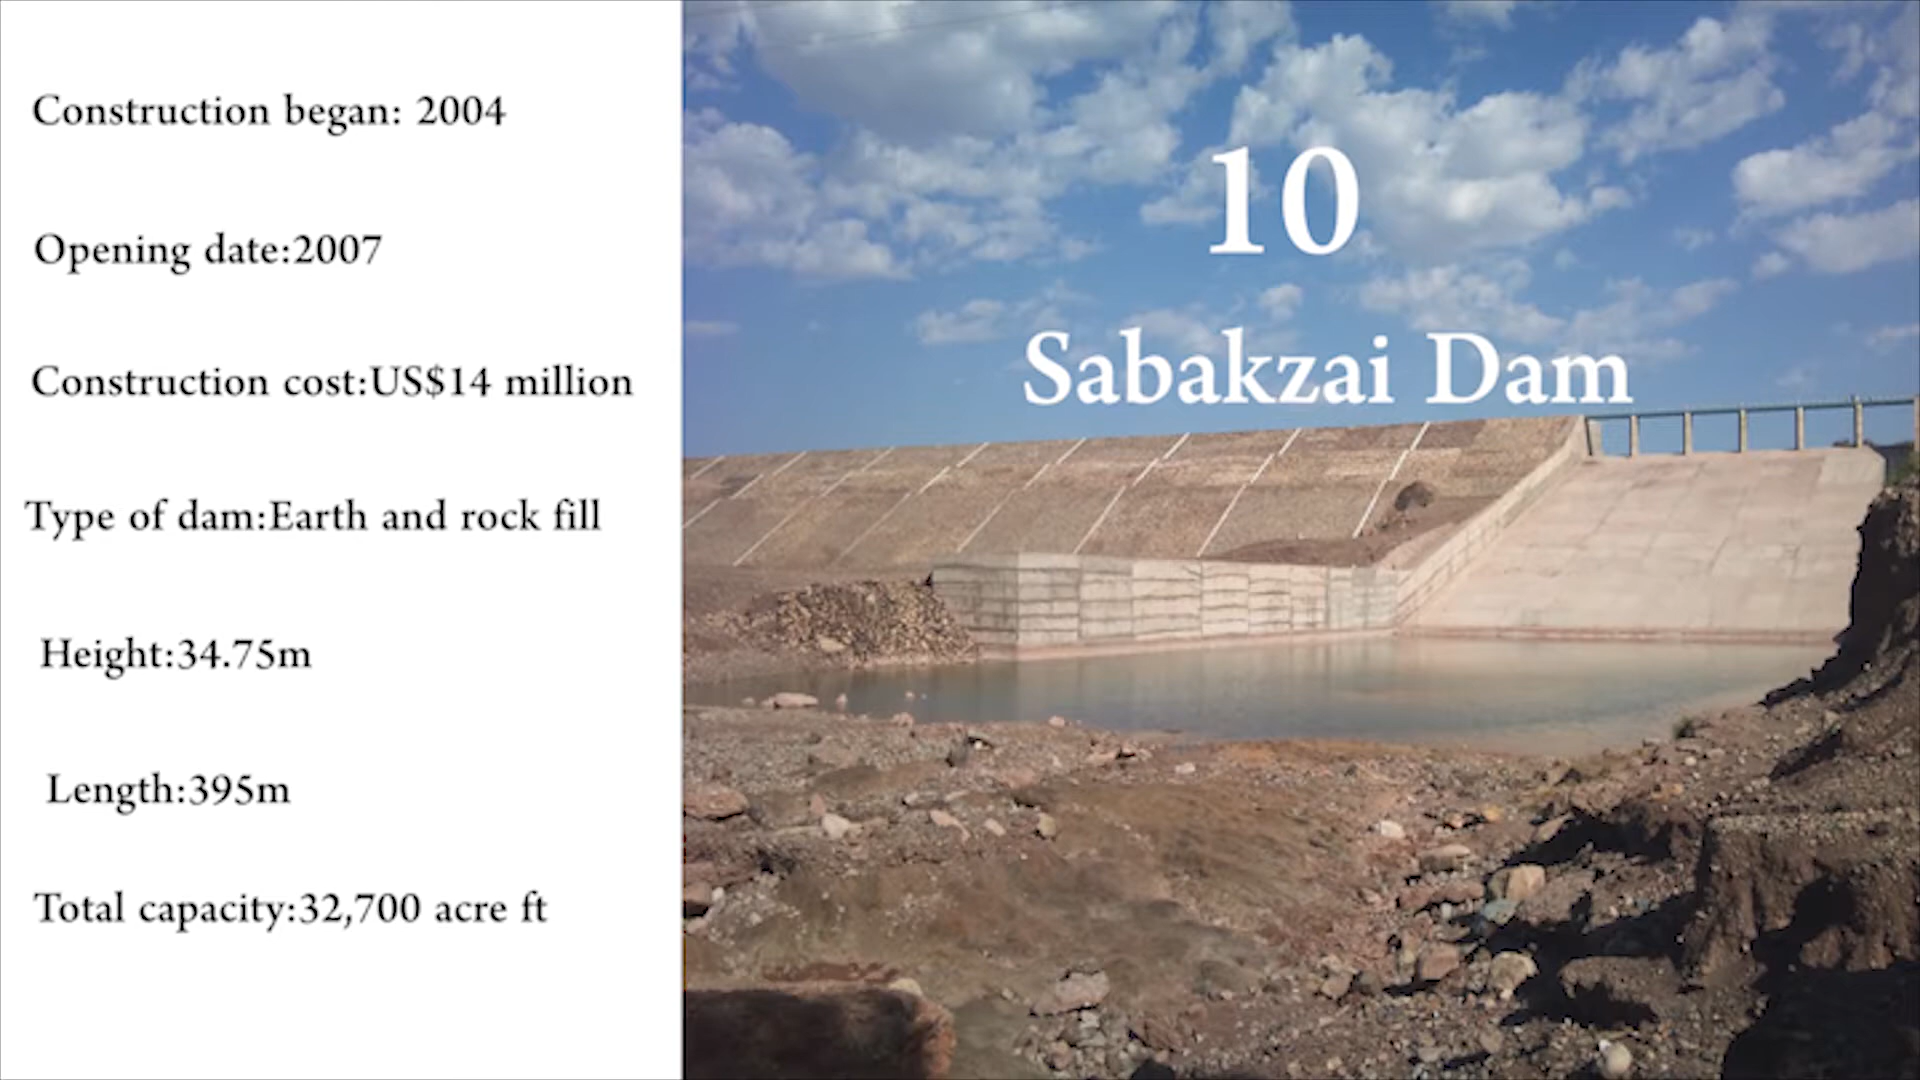 Construction began: 2004
Opening date:2007
Construction cost:US$14 million
Type of dam:Earth and rock fill
Height:34.75m
Length:395m
Total capacity:32,700 acre ft
10
Sabakzai Dam